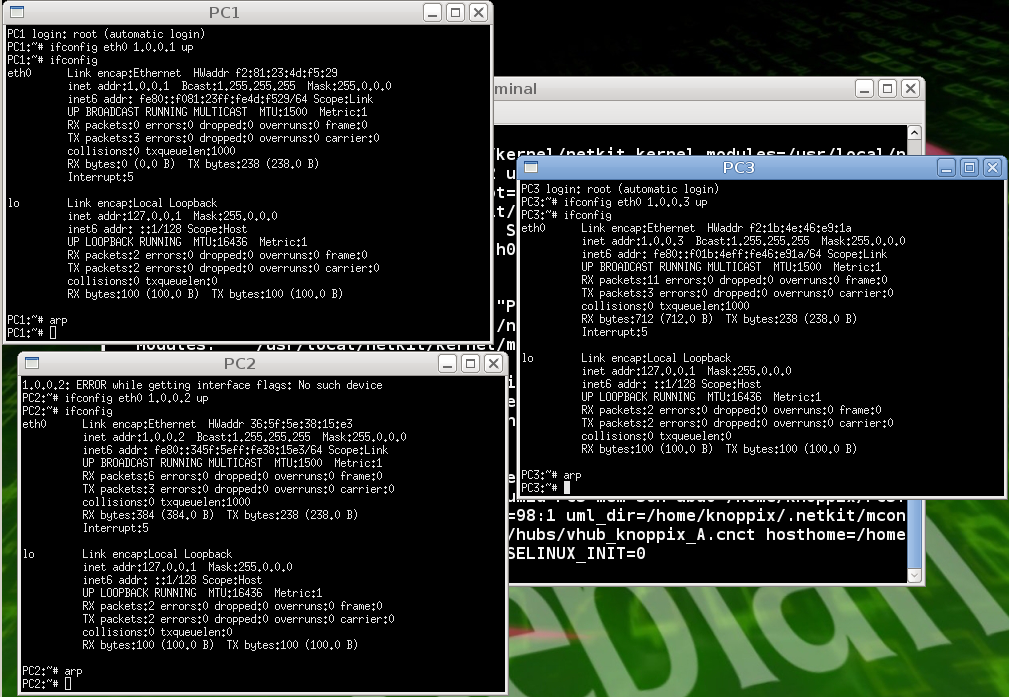 PC1
PC1 login: root (automatic login)
PC1:~# ifconfig eth0 1.0.0.1 up
PC1:~# ifconfig
eth0 Link encap:Ethernet HWaddr f2:81:23:4d:f5:29
inet addr:1.0.0.1 Bcast:1.255.255.255 Mask:255.0.0.0
inet6 addr: fe80::f081:23ff:fe4d:f529/64 Scope:Link
UP BROADCAST RUNNING MULTICAST MTU:1500 Metric:1
RX packets:0 errors:0 dropped:0 overruns:0 frame:0
TX packets:3 errors:0 dropped:0 overruns:0 carrier:0
collisions:0 txqueuelen:1000
RX bytes:0 (0.0 B) TX bytes:238 (238.0 B)
Interrupt:5
lo Link encap:Local Loopback
inet addr:127.0.0.1 Mask:255.0.0.0
inet6 addr: ::1/128 Scope:Host
UP LOOPBACK RUNNING MTU:16436 Metric:1
RX packets:2 errors:0 dropped:0 overruns:0 frame:0
TX packets:2 errors:0 dropped:0 overruns:0 carrier:0
collisions:0 txqueuelen:0
RX bytes:100 (100.0 B) TX bytes:100 (100.0 B)
PC1:~# arp
PC1:~#
minal
/kernel/netkit_kernel modules=/usr/local/n
Modules: /usr/local/netkit/kernel/m
=98:1 uml_dir=/home/knoppix/.netkit/mcon
/hubs/vhub_knoppix_A.cnct hosthome=/home
SELINUX_INIT=0
PC3
PC3 login: root (automatic login)
PC3:~# ifconfig eth0 1.0.0.3 up
PC3:~# ifconfig
eth0 Link encap:Ethernet HWaddr f2:1b:4e:46:e9:1a
inet addr:1.0.0.3 Bcast:1.255.255.255 Mask:255.0.0.0
inet6 addr: fe80::f01b:4eff:fe46:e91a/64 Scope:Link
UP BROADCAST RUNNING MULTICAST MTU:1500 Metric:1
RX packets:11 errors:0 dropped:0 overruns:0 frame:0
TX packets:3 errors:0 dropped:0 overruns:0 carrier:0
collisions:0 txqueuelen:1000
RX bytes:712 (712.0 B) TX bytes:238 (238.0 B)
Interrupt:5
lo Link encap:Local Loopback
inet addr:127.0.0.1 Mask:255.0.0.0
inet6 addr: ::1/128 Scope:Host
UP LOOPBACK RUNNING MTU:16436 Metric:1
RX packets:2 errors:0 dropped:0 overruns:0 frame:0
TX packets:2 errors:0 dropped:0 overruns:0 carrier:0
collisions:0 txqueuelen:0
RX bytes:100 (100.0 B) TX bytes:100 (100.0 B)
PC3:~# arp
PC3:~#
PC2
1.0.0.2: ERROR while getting interface flags: No such device
PC2:~# ifconfig eth0 1.0.0.2 up
PC2:~# ifconfig
eth0 Link encap:Ethernet HWaddr 36:5f:5e:38:15:e3
inet addr:1.0.0.2 Bcast:1.255.255.255 Mask:255.0.0.0
inet6 addr: fe80::345f:5eff:fe38:15e3/64 Scope:Link
UP BROADCAST RUNNING MULTICAST MTU:1500 Metric:1
RX packets:6 errors:0 dropped:0 overruns:0 frame:0
TX packets:3 errors:0 dropped:0 overruns:0 carrier:0
collisions:0 txqueuelen:1000
RX bytes:384 (384.0 B) TX bytes:238 (238.0 B)
Interrupt:5
lo Link encap:Local Loopback
inet addr:127.0.0.1 Mask:255.0.0.0
inet6 addr: ::1/128 Scope:Host
UP LOOPBACK RUNNING MTU:16436 Metric:1
RX packets:2 errors:0 dropped:0 overruns:0 frame:0
TX packets:2 errors:0 dropped:0 overruns:0 carrier:0
collisions:0 txqueuelen:0
RX bytes:100 (100.0 B) TX bytes:100 (100.0 B)
PC2:~# arp
PC2:~#